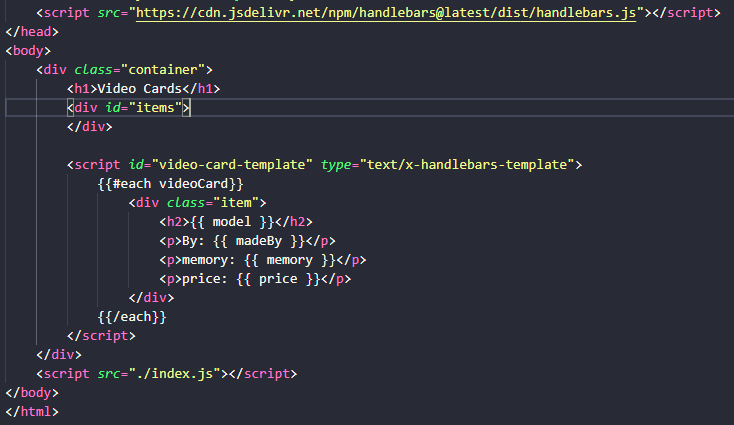 <script src="https://cdn.jsdelivr.net/npm/handlebars@latest/dist/handlebars.js"></script>
</head>
<body>
<div class="container">
<h1>Video Cards</h1>
<div id="items">
</div>
<script id="video-card-template" type="text/x-handlebars-template">
{{#each videoCard}}
<div class="item">
<h2>{{ model }}</h2>
<p>By: {{ madeBy }}</p>
<p>memory: {{ memory }}</p>
<p>price: {{ price }}</p>
</div>
{{/each}}
</script>
</div>
<script src="./index.js"></script>
</body>
</html>